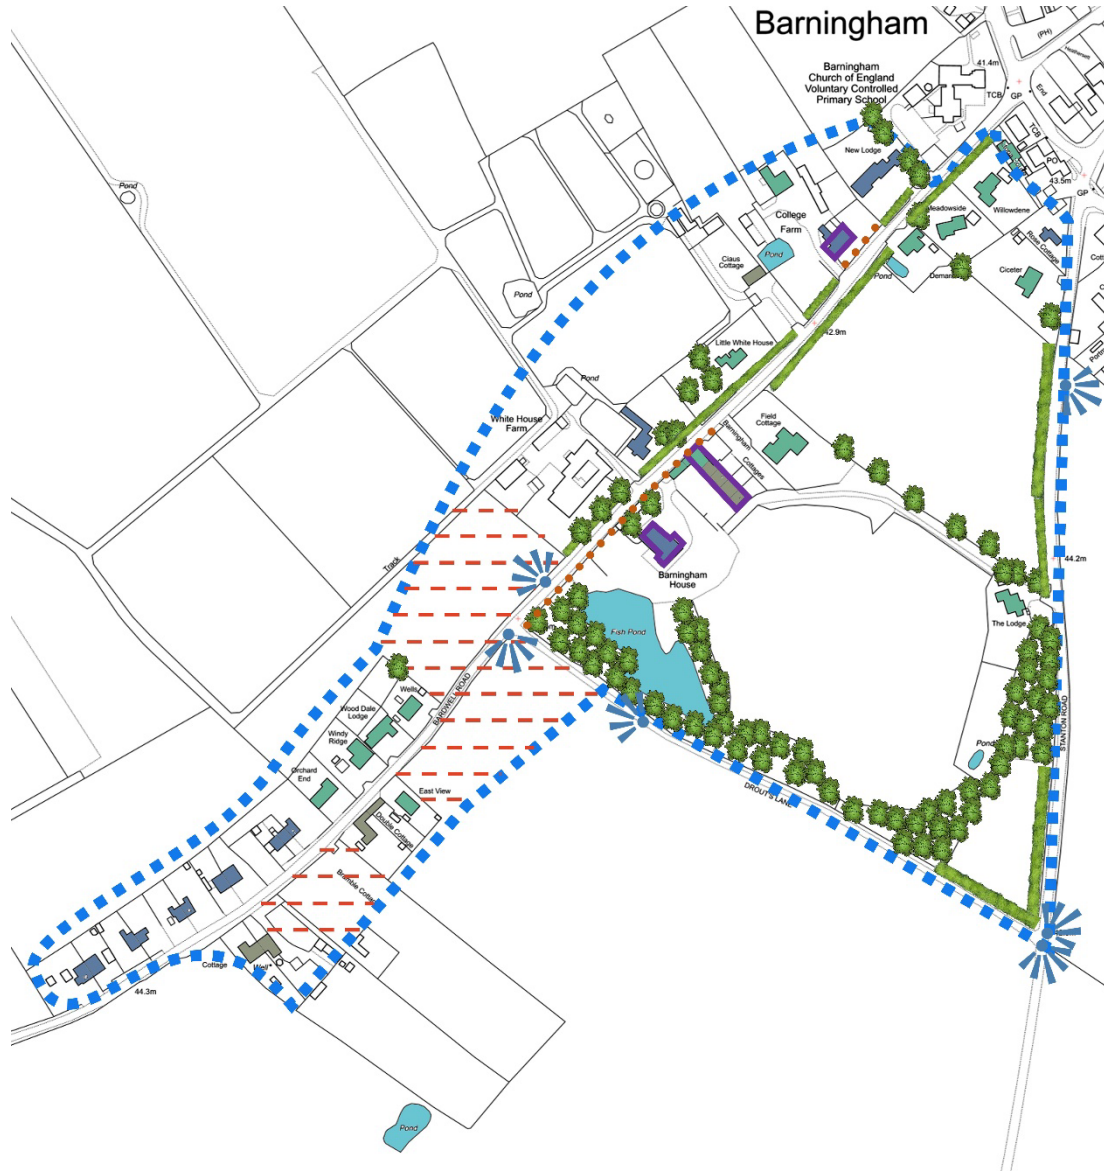 Barningham
(PH)
Heathersett
41.4m
Barningham
Church of England
Voluntary Controlled
Primary School
TCB
GP
End
TCB
New Lodge
PO
43.5m
GP
Pond
Meadowside
Willowdene
College
Farm
Rose Cottage
Claus
Cottage
Pond
Pond
Ciceter
Pond
42.9m
Little White House
Pond
White House
Farm
Field
Cottage
Barningham
Cottages
44.2m
Track
Barningham
House
The Lodge
Fish Pond
Wells
Wood Dale
Lodge
BARDWELL ROAD
STANTON ROAD
Windy
Ridge
Pond
Orchard
End
East View
DROUT'S LANE
Double Cottage
Bramble Cottage
Cottage
Well
44.3m
Pond